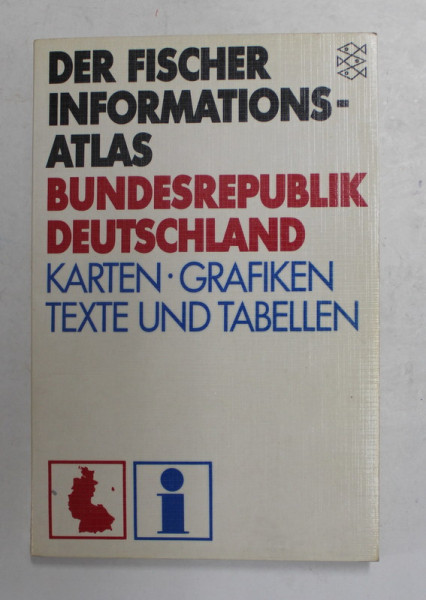 DER FISCHER
INFORMATIONS-
ATLAS
BUNDESREPUBLIK
DEUTSCHLAND
KARTEN · GRAFIKEN
TEXTE UND TABELLEN
i